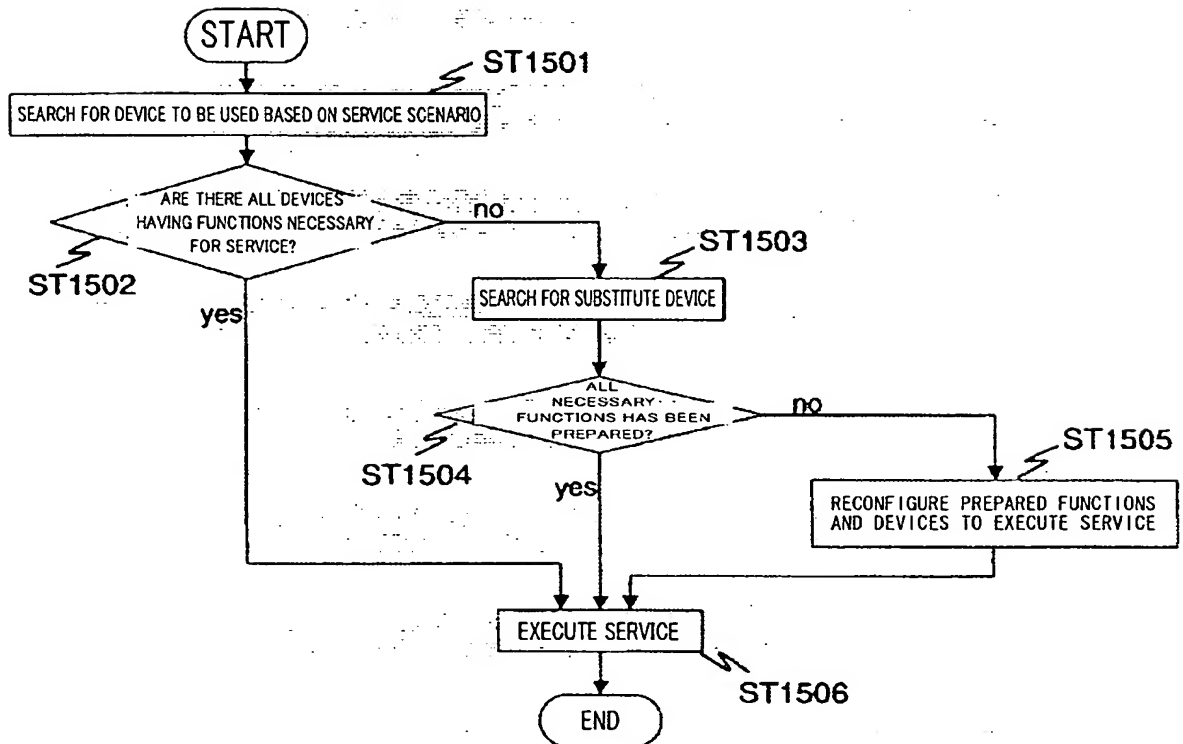 START
ST1501
SEARCH FOR DEVICE TO BE USED BASED ON SERVICE SCENARIO
ARE THERE ALL DEVICES
HAVING FUNCTIONS NECESSARY
FOR SERVICE?
no
ST1502
ST1503
yes
SEARCH FOR SUBSTITUTE DEVICE
ALL
NECESSARY
FUNCTIONS HAS BEEN
PREPARED?
no
ST1504
ST1505
yes
RECONFIGURE PREPARED FUNCTIONS
AND DEVICES TO EXECUTE SERVICE
EXECUTE SERVICE
ST1506
END